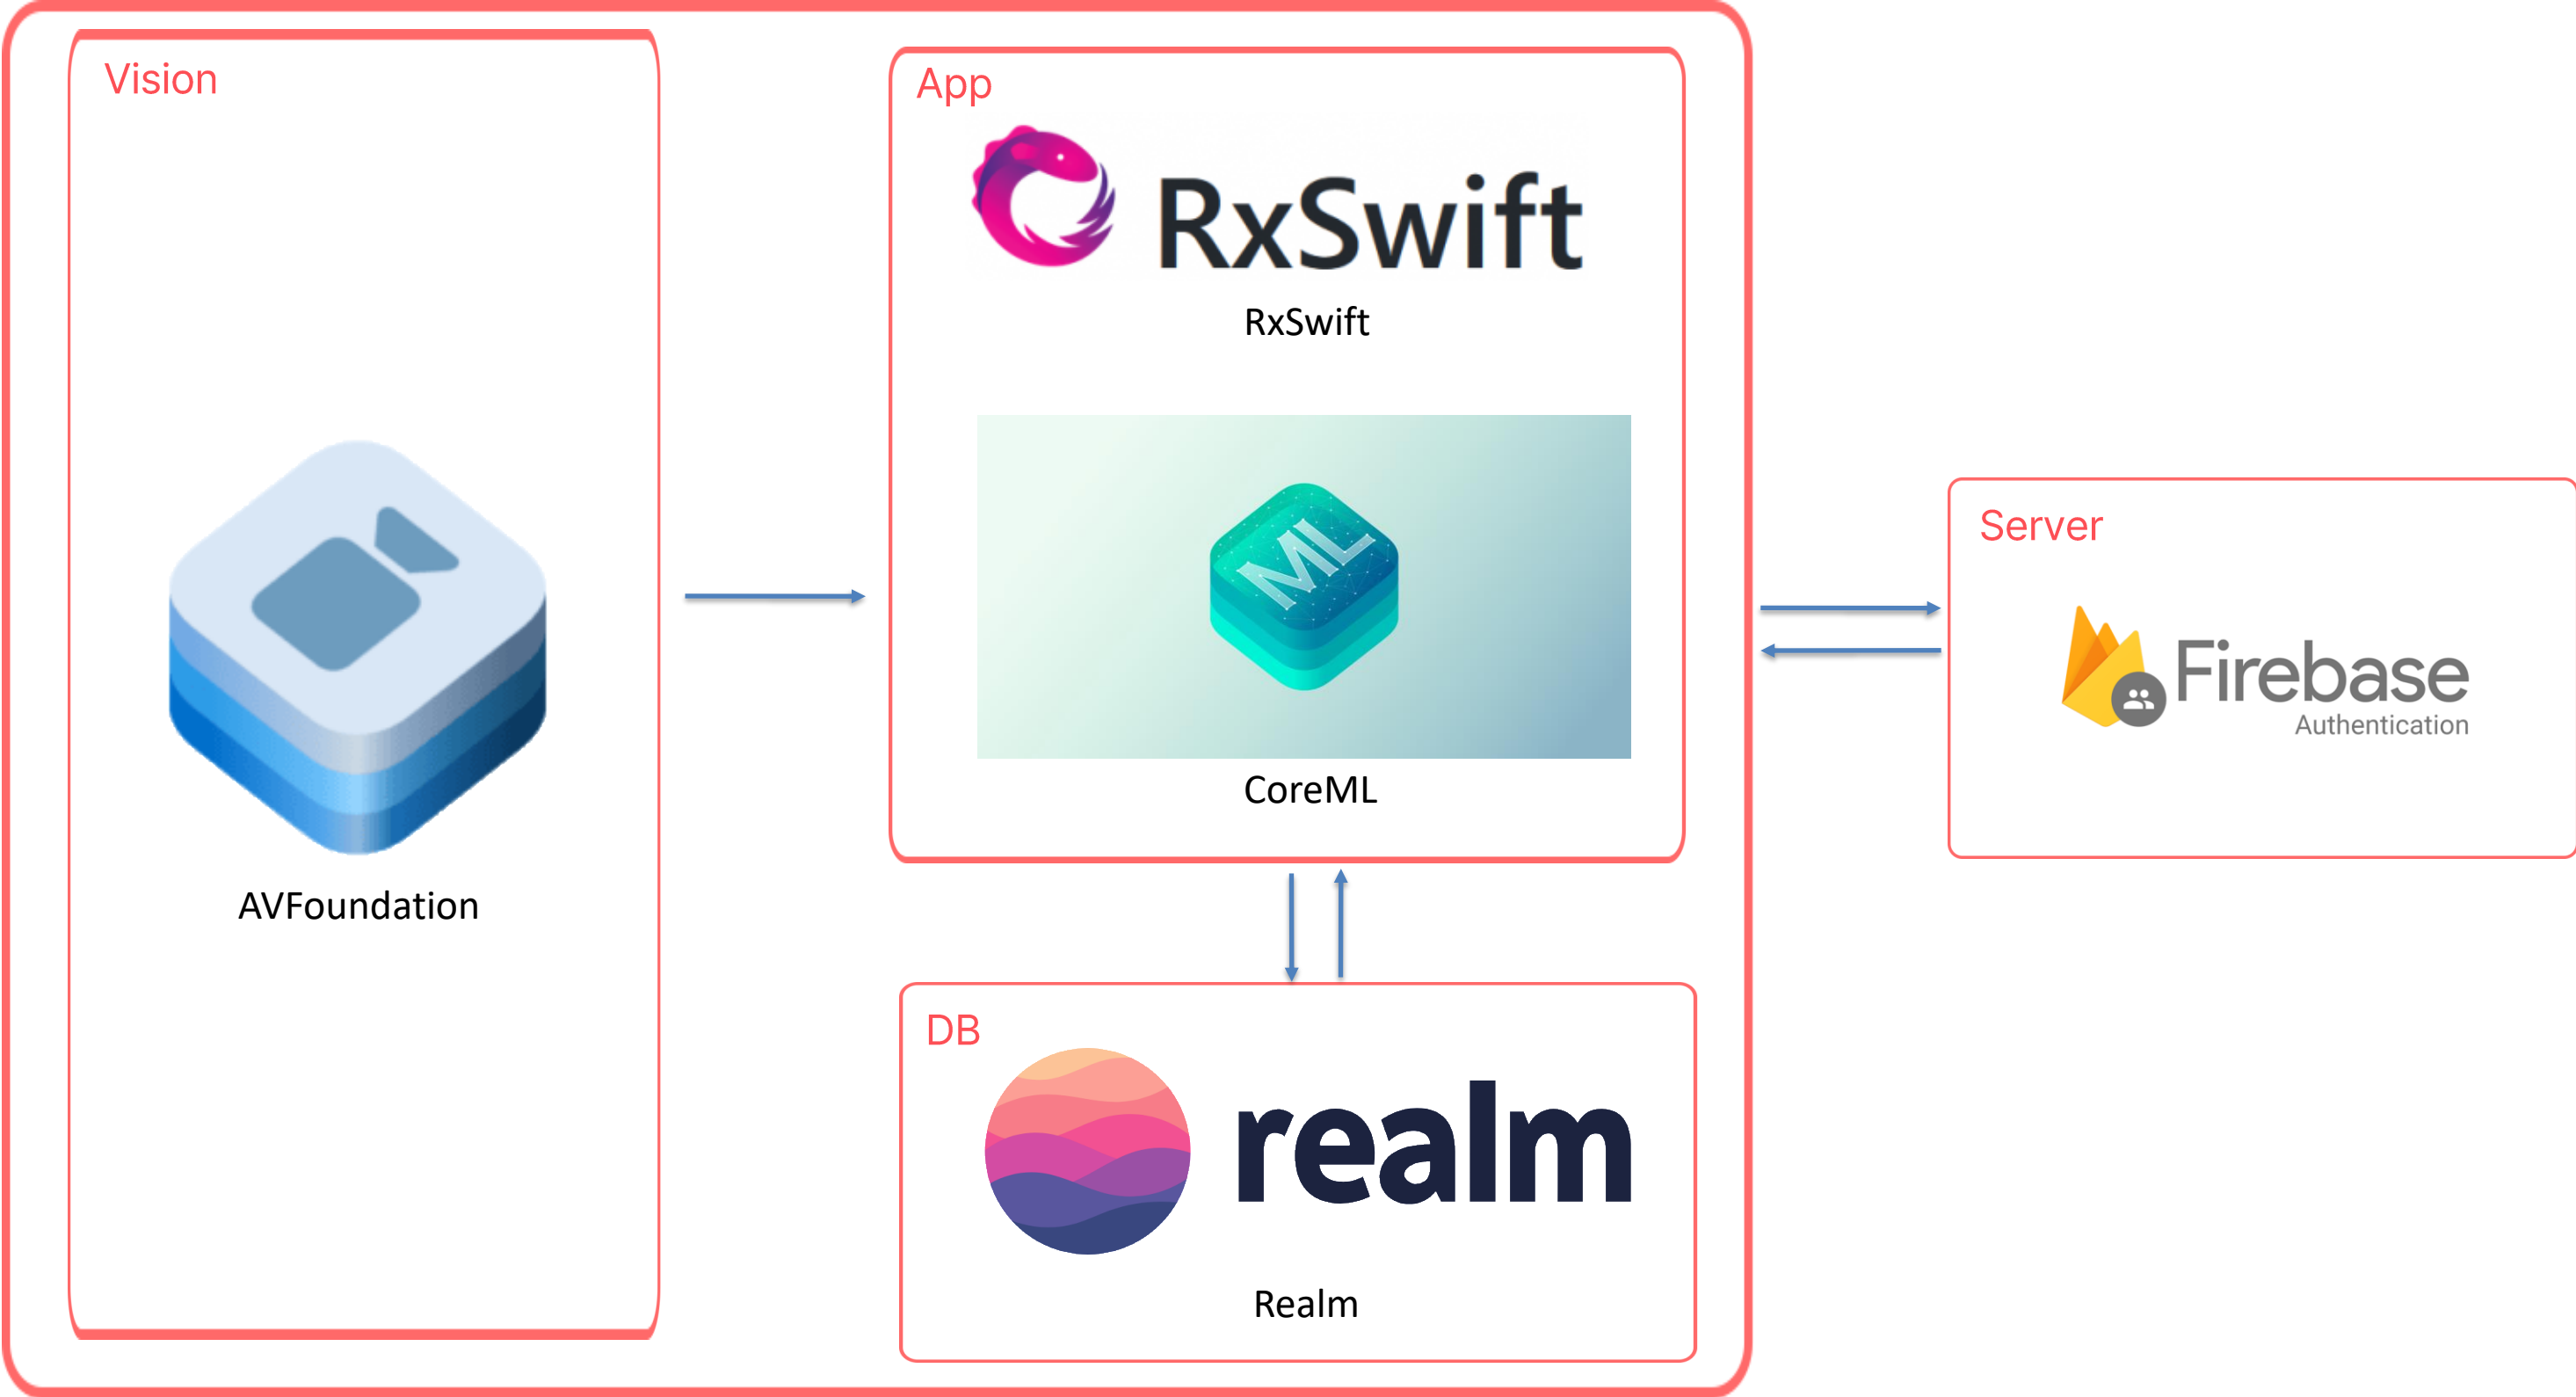 Vision
AVFoundation
App
RxSwift
RxSwift
ML
CoreML
DB
realm
Realm
Server
Firebase
Authentication